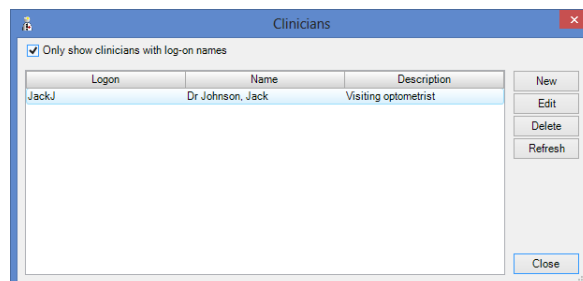 Clinicians
Only show clinicians with log-on names
Logon Name Description New
JackJ Dr Johnson, Jack Visiting optometrist Edit
Delete
Refresh
Close